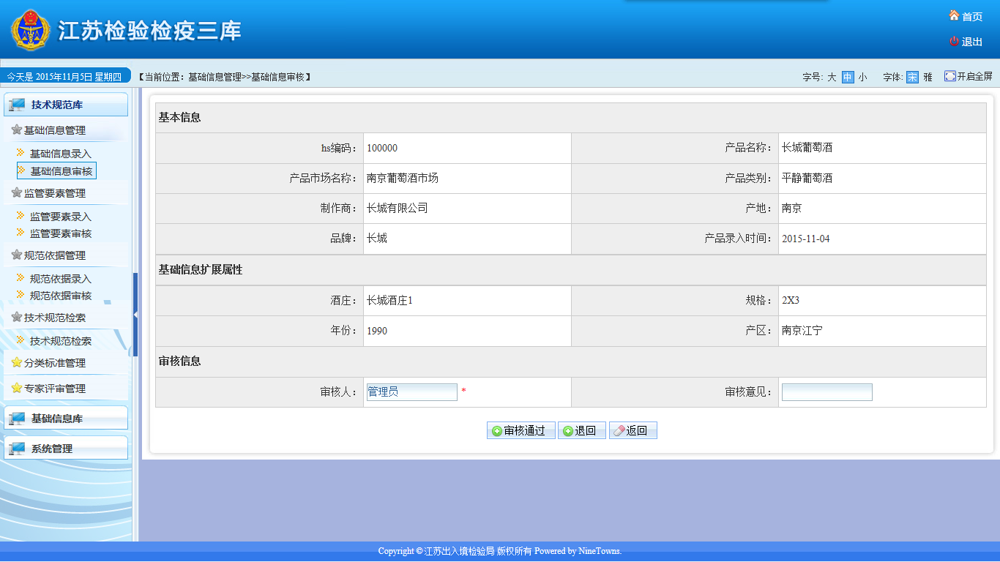 江苏检验检疫三库
首页
退出
今天是 2015年11月5日 星期四
【当前位置：基础信息管理>>基础信息审核】
字号: 大 中 小 字体: 宋 雅 开启全屏
技术规范库
基础信息管理
基础信息录入
基础信息审核
监管要素管理
监管要素录入
监管要素审核
规范依据管理
规范依据录入
规范依据审核
技术规范检索
技术规范检索
分类标准管理
专家评审管理
基础信息库
系统管理
基本信息
hs编码： 100000 产品名称： 长城葡萄酒
产品市场名称： 南京葡萄酒市场 产品类别： 平静葡萄酒
制作商： 长城有限公司 产地： 南京
品牌： 长城 产品录入时间： 2015-11-04
基础信息扩展属性
酒庄： 长城酒庄1 规格： 2X3
年份： 1990 产区： 南京江宁
审核信息
审核人： 管理员 * 审核意见：
审核通过 退回 返回
Copyright © 江苏出入境检验局 版权所有 Powered by NineTowns.